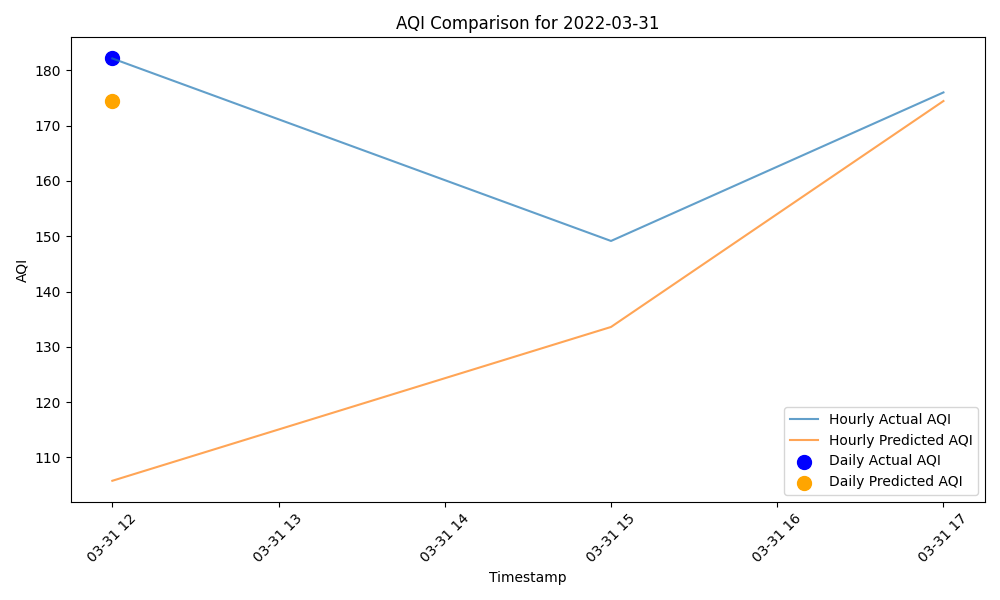 AQI Comparison for 2022-03-31
AQI
180
170
160
150
140
130
120
110
Hourly Actual AQI
Hourly Predicted AQI
Daily Actual AQI
Daily Predicted AQI
03-31 12
03-31 13
03-31 14
03-31 15
03-31 16
03-31 17
Timestamp